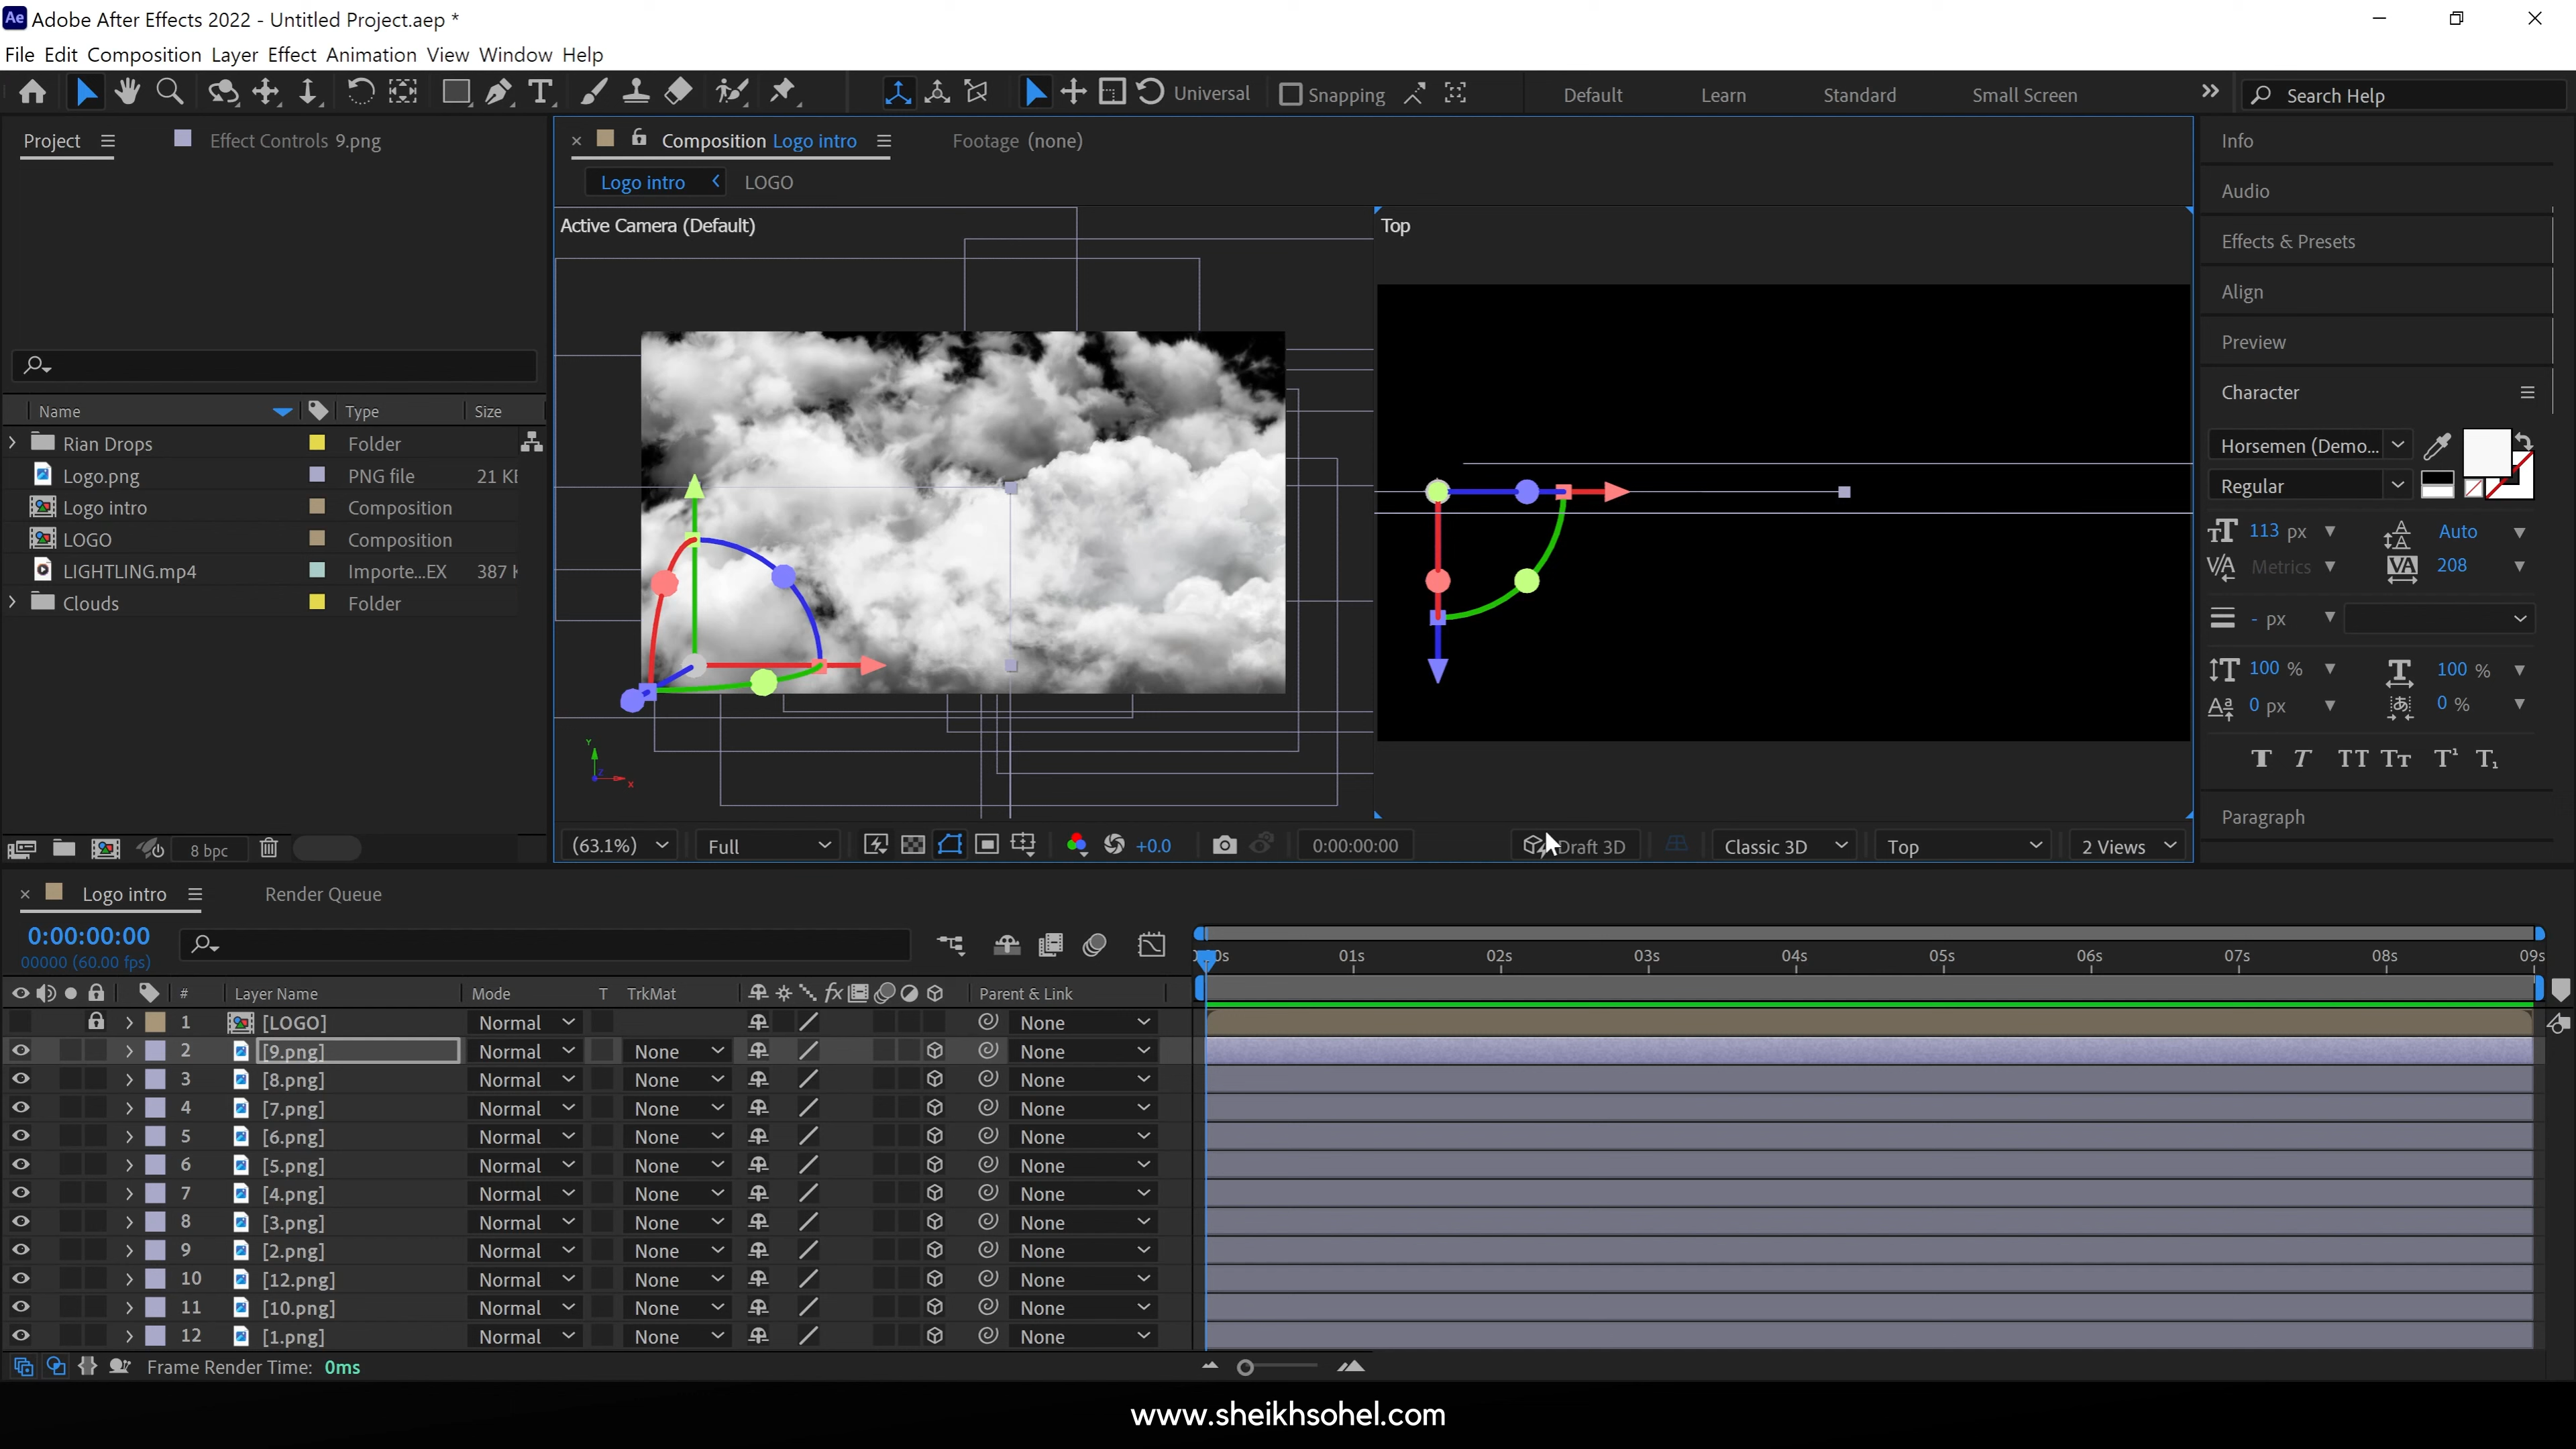 Ae Adobe After Effects 2022 - Untitled Project.aep *
File Edit Composition Layer Effect Animation View Window Help
Universal Snapping Default Learn Standard Small Screen Search Help
Project Effect Controls 9.png
Composition Logo intro Footage (none)
Logo intro LOGO
Active Camera (Default) Top
Name Type Size
Rian Drops Folder
Logo.png PNG file 21 KE
Logo intro Composition
LOGO Composition
LIGHTLING.mp4 Importe...EX 387 K
Clouds Folder
Y
Z
X
8 bpc
(63.1%) Full +0.0 0:00:00:00 Draft 3D Classic 3D Top 2 Views
Info
Audio
Effects & Presets
Align
Preview
Character
Horsemen (Demo...
Regular
113 px Auto
Metrics 208
- px
100 % 100 %
0 px 0 %
T T TT Tт T¹ T₁
Paragraph
Logo intro Render Queue
0:00:00:00
00000 (60.00 fps)
01s 02s 03s 04s 05s 06s 07s 08s 09s
# Layer Name Mode T TrkMat fx Parent & Link
1 [LOGO] Normal None
2 [9.png] Normal None None
3 [8.png] Normal None None
4 [7.png] Normal None None
5 [6.png] Normal None None
6 [5.png] Normal None None
7 [4.png] Normal None None
8 [3.png] Normal None None
9 [2.png] Normal None None
10 [12.png] Normal None None
11 [10.png] Normal None None
12 [1.png] Normal None None
Frame Render Time: 0ms
www.sheikhsohel.com